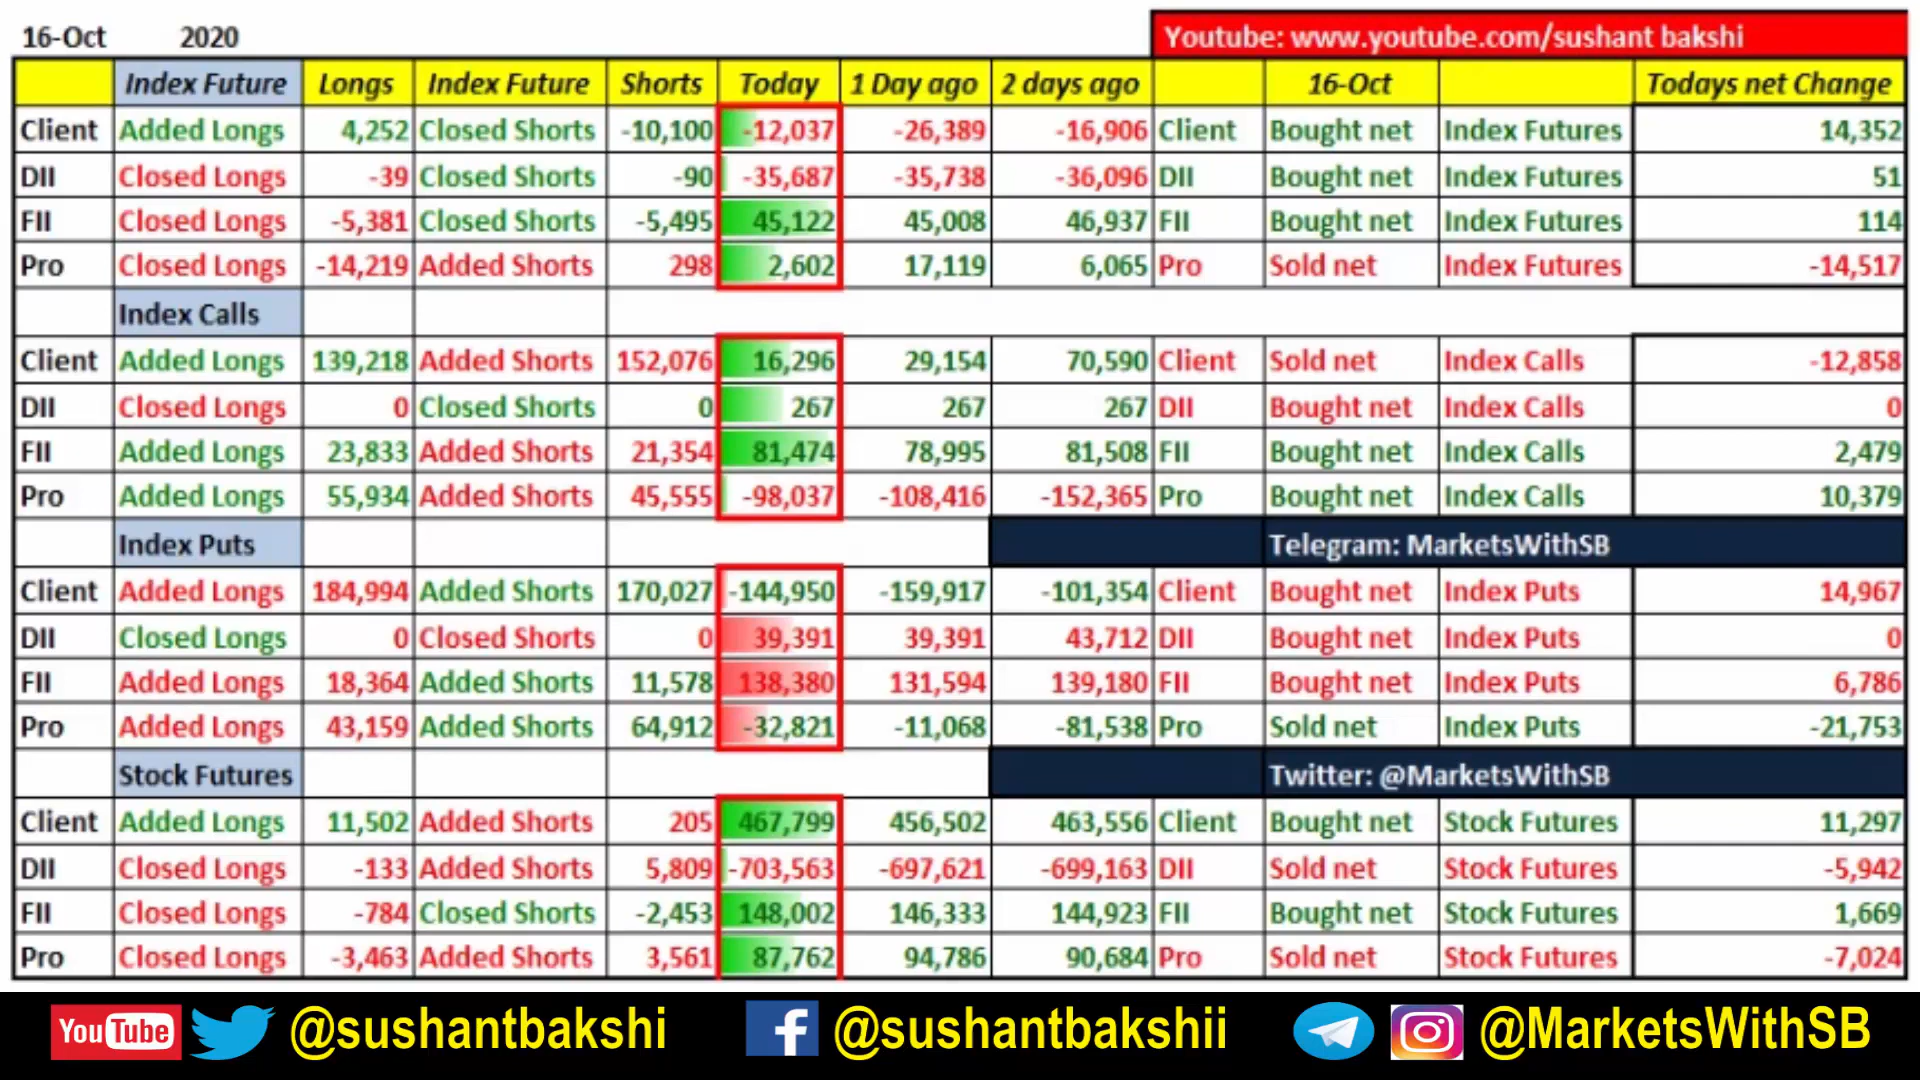 16-Oct 2020 Youtube: www.youtube.com/sushant bakshi
Index Future Longs Index Future Shorts Today 1 Day ago 2 days ago 16-Oct Todays net Change
Client Added Longs 4,252 Closed Shorts -10,100 -12,037 -26,389 -16,906 Client Bought net Index Futures 14,352
DII Closed Longs -39 Closed Shorts -90 -35,687 -35,738 -36,096 DII Bought net Index Futures 51
FII Closed Longs -5,381 Closed Shorts -5,495 45,122 45,008 46,937 FII Bought net Index Futures 114
Pro Closed Longs -14,219 Added Shorts 298 2,602 17,119 6,065 Pro Sold net Index Futures -14,517
Index Calls
Client Added Longs 139,218 Added Shorts 152,076 16,296 29,154 70,590 Client Sold net Index Calls -12,858
DII Closed Longs 0 Closed Shorts 0 267 267 267 DII Bought net Index Calls 0
FII Added Longs 23,833 Added Shorts 21,354 81,474 78,995 81,508 FII Bought net Index Calls 2,479
Pro Added Longs 55,934 Added Shorts 45,555 -98,037 -108,416 -152,365 Pro Bought net Index Calls 10,379
Index Puts Telegram: MarketsWithSB
Client Added Longs 184,994 Added Shorts 170,027 -144,950 -159,917 -101,354 Client Bought net Index Puts 14,967
DII Closed Longs 0 Closed Shorts 0 39,391 39,391 43,712 DII Bought net Index Puts 0
FII Added Longs 18,364 Added Shorts 11,578 138,380 131,594 139,180 FII Bought net Index Puts 6,786
Pro Added Longs 43,159 Added Shorts 64,912 -32,821 -11,068 -81,538 Pro Sold net Index Puts -21,753
Stock Futures Twitter: @MarketsWithSB
Client Added Longs 11,502 Added Shorts 205 467,799 456,502 463,556 Client Bought net Stock Futures 11,297
DII Closed Longs -133 Added Shorts 5,809 -703,563 -697,621 -699,163 DII Sold net Stock Futures -5,942
FII Closed Longs -784 Closed Shorts -2,453 148,002 146,333 144,923 FII Bought net Stock Futures 1,669
Pro Closed Longs -3,463 Added Shorts 3,561 87,762 94,786 90,684 Pro Sold net Stock Futures -7,024
YouTube @sushantbakshi f @sushantbakshii @MarketsWithSB